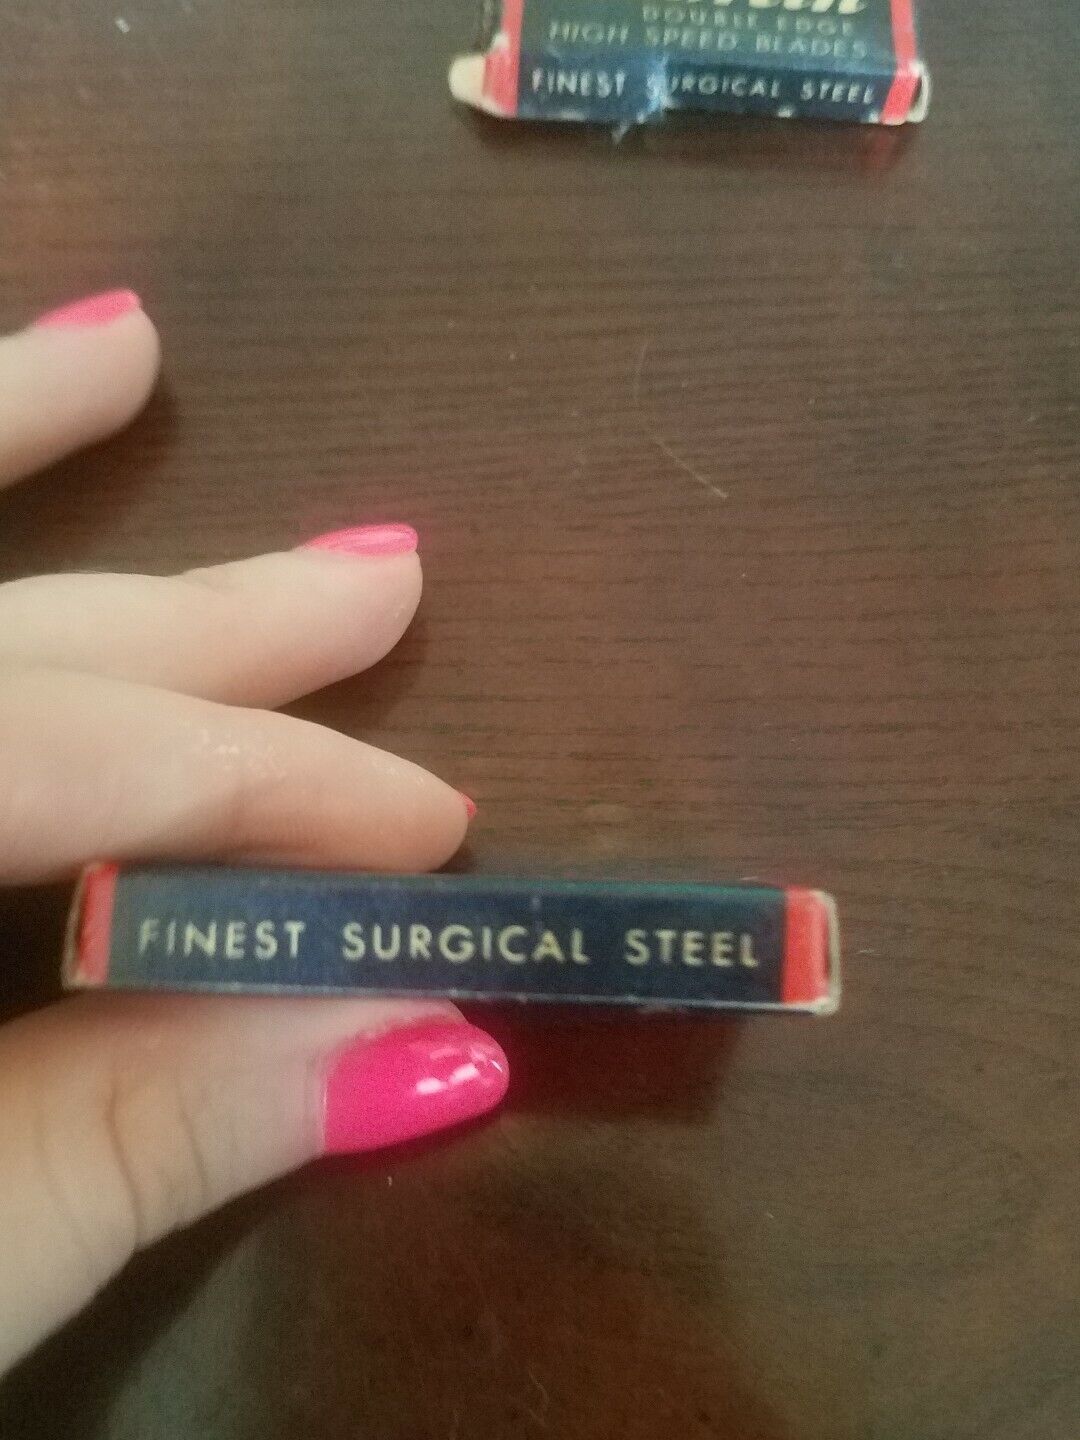 DOUBLE EDGE
HIGH SPEED BLADES
FINEST SURGICAL STEEL
FINEST SURGICAL STEEL